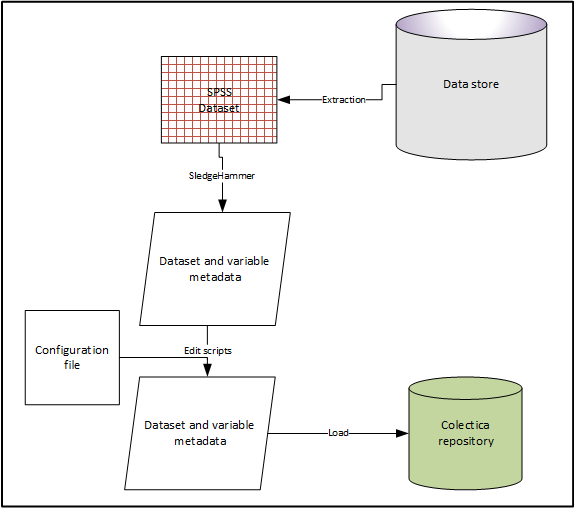 Data store
SPSS
Dataset
Extraction
SledgeHammer
Dataset and variable
metadata
Configuration
file
Edit scripts
Dataset and variable
metadata
Load
Colectica
repository